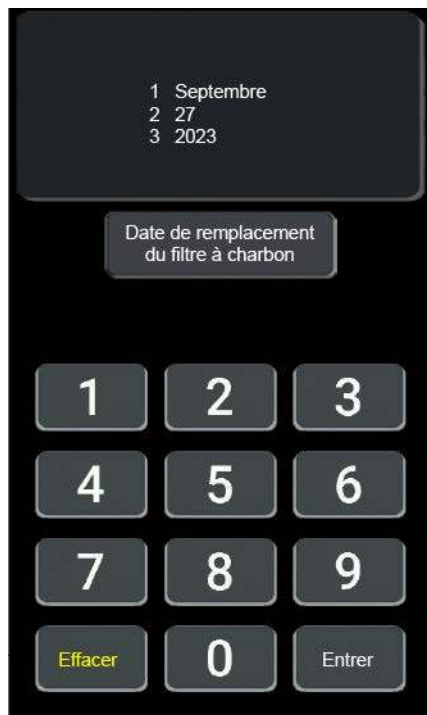 1 Septembre
2 27
3 2023
Date de remplacement
du filtre à charbon
1 2 3
4 5 6
7 8 9
Effacer 0 Entrer